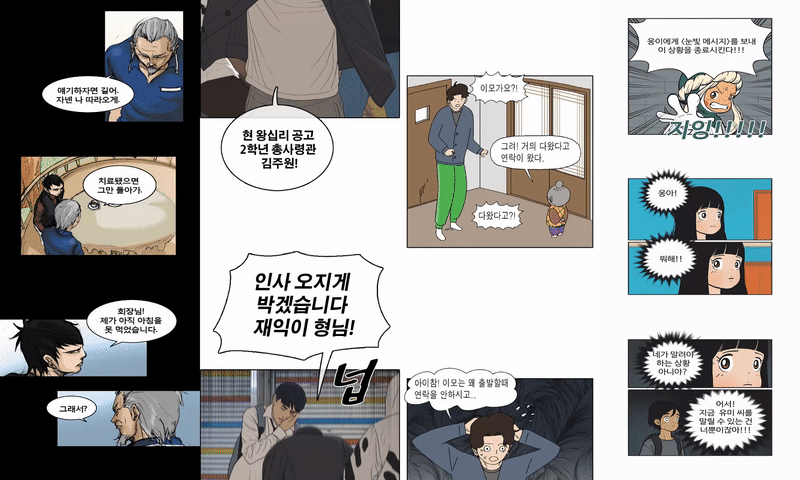 얘기하자면 길어.
자넨 나 따라오게.
치료됐으면
그만 돌아가.
회장님!
제가 아직 아침을
못 먹었습니다.
그래서?
현 왕십리 공고
2학년 총사령관
김주원!
인사 오지게
박겠습니다
재익이 형님!
넙
이모가요?!
그려! 거의 다왔다고
연락이 왔다.
다왔다고?!
아이참! 이모는 왜 출발할때
연락을 안하시고..
웅이에게 《눈빛 메시지》를 보내
이 상황을 종료시킨다!!!
자잉!!!!!
웅아!
뭐해!!
네가 말려야
하는 상황
아니야?
어서!
지금 유미 씨를
말릴 수 있는 건
너뿐이잖아!!!